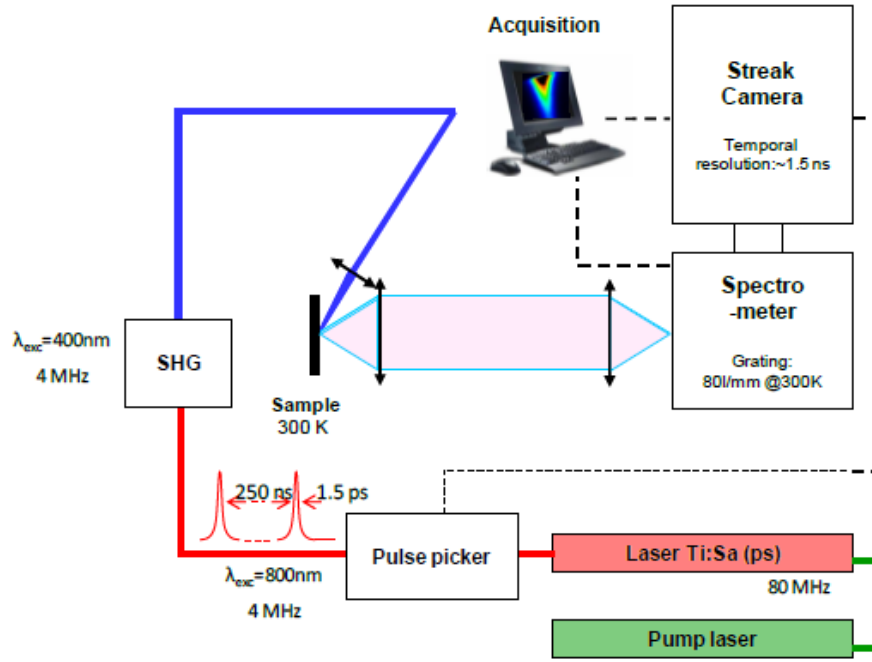 Acquisition
Streak
Camera
Temporal
resolution:~1.5 ns
Spectro
-meter
Grating:
80l/mm @300K
λexc=400nm
4 MHz
SHG
Sample
300 K
250 ns
1.5 ps
Pulse picker
Laser Ti:Sa (ps)
80 MHz
λexc=800nm
4 MHz
Pump laser